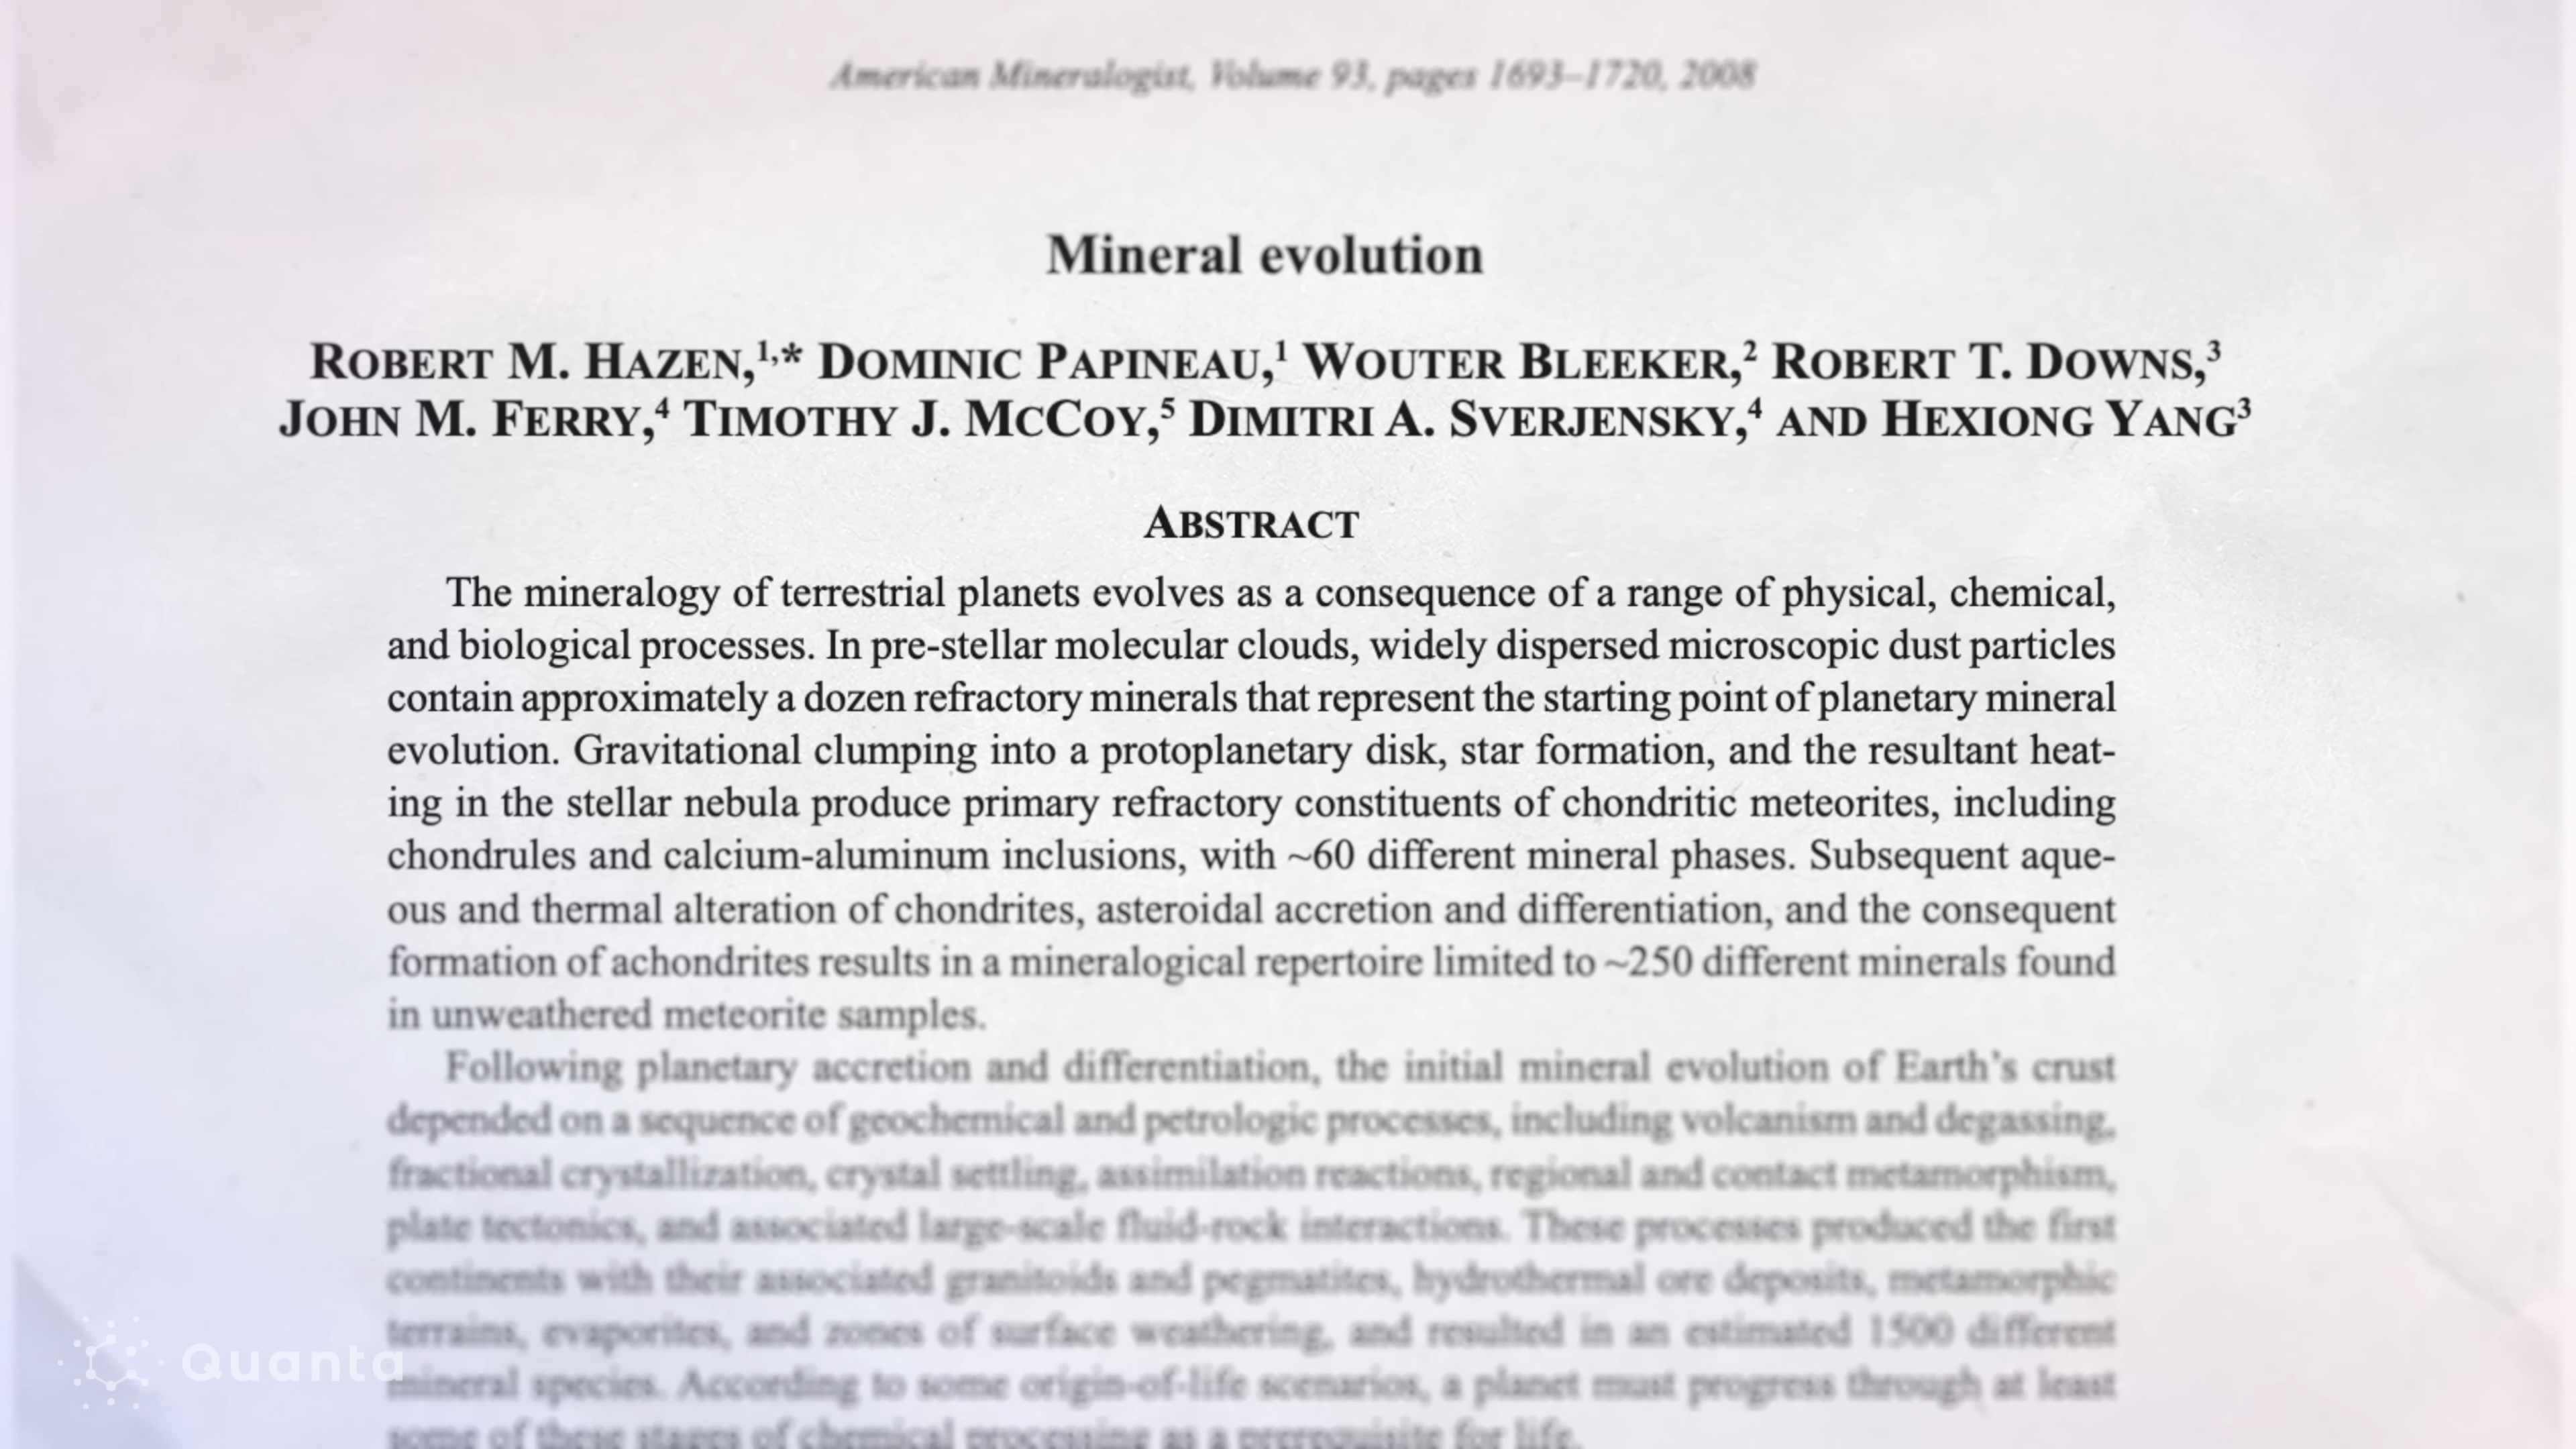 American Mineralogist, Volume 93, pages 1693–1720, 2008
Mineral evolution
ROBERT M. HAZEN,1,* DOMINIC PAPINEAU,1 WOUTER BLEEKER,2 ROBERT T. DOWNS,3
JOHN M. FERRY,4 TIMOTHY J. MCCOY,5 DIMITRI A. SVERJENSKY,4 AND HEXIONG YANG3
ABSTRACT
The mineralogy of terrestrial planets evolves as a consequence of a range of physical, chemical,
and biological processes. In pre-stellar molecular clouds, widely dispersed microscopic dust particles
contain approximately a dozen refractory minerals that represent the starting point of planetary mineral
evolution. Gravitational clumping into a protoplanetary disk, star formation, and the resultant heat-
ing in the stellar nebula produce primary refractory constituents of chondritic meteorites, including
chondrules and calcium-aluminum inclusions, with ~60 different mineral phases. Subsequent aque-
ous and thermal alteration of chondrites, asteroidal accretion and differentiation, and the consequent
formation of achondrites results in a mineralogical repertoire limited to ~250 different minerals found
in unweathered meteorite samples.
Following planetary accretion and differentiation, the initial mineral evolution of Earth's crust
depended on a sequence of geochemical and petrologic processes, including volcanism and degassing,
fractional crystallization, crystal settling, assimilation reactions, regional and contact metamorphism,
plate tectonics, and associated large-scale fluid-rock interactions. These processes produced the first
continents with their associated granitoids and pegmatites, hydrothermal ore deposits, metamorphic
terrains, evaporites, and zones of surface weathering, and resulted in an estimated 1500 different
mineral species. According to some origin-of-life scenarios, a planet must progress through at least
some of these stages of chemical processing as a prerequisite for life.
Quanta